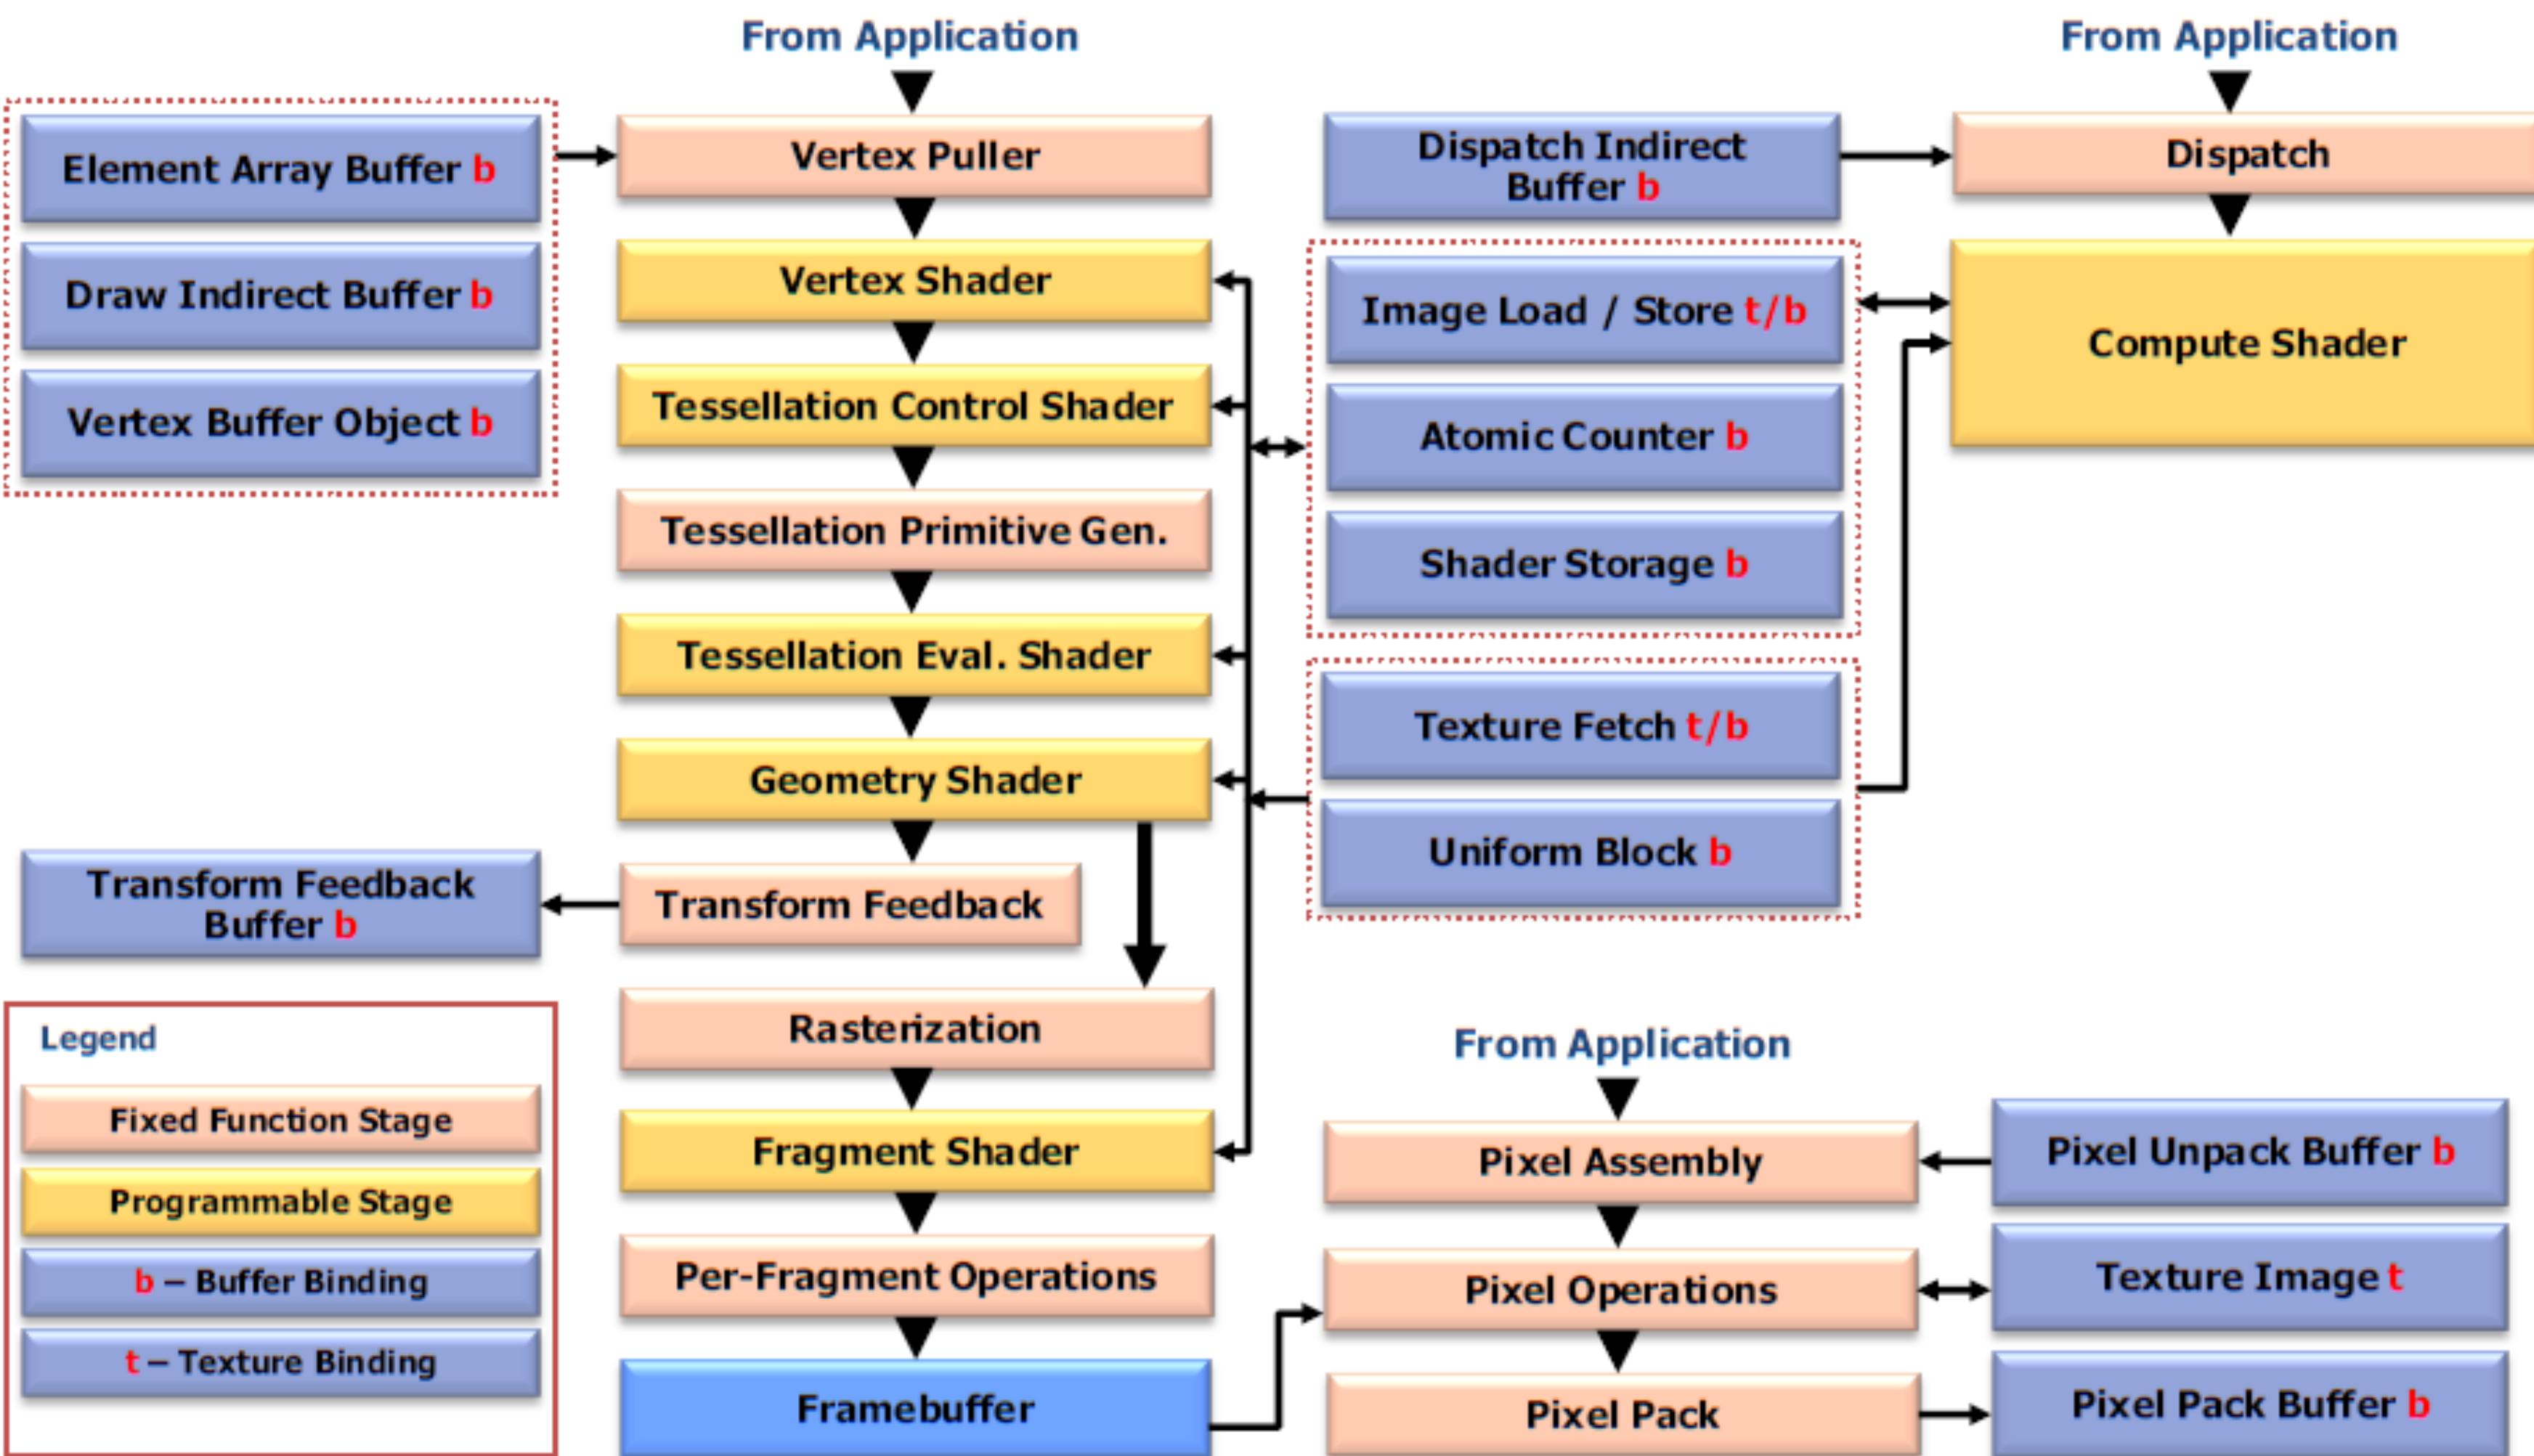 From Application
From Application
Element Array Buffer b
Draw Indirect Buffer b
Vertex Buffer Object b
Vertex Puller
Vertex Shader
Tessellation Control Shader
Tessellation Primitive Gen.
Tessellation Eval. Shader
Geometry Shader
Transform Feedback
Transform Feedback
Buffer b
Rasterization
Fragment Shader
Per-Fragment Operations
Framebuffer
Dispatch Indirect
Buffer b
Dispatch
Image Load / Store t/b
Atomic Counter b
Shader Storage b
Compute Shader
Texture Fetch t/b
Uniform Block b
From Application
Pixel Assembly
Pixel Operations
Pixel Pack
Pixel Unpack Buffer b
Texture Image t
Pixel Pack Buffer b
Legend
Fixed Function Stage
Programmable Stage
b – Buffer Binding
t – Texture Binding